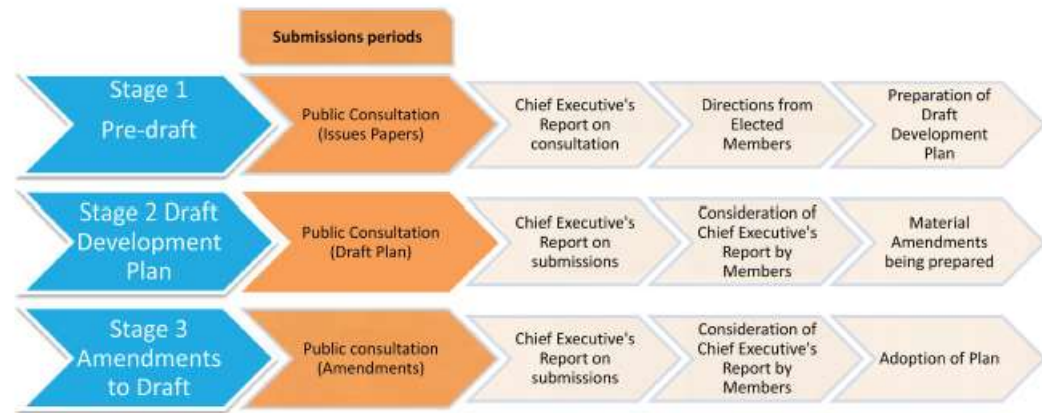 Submissions periods
Stage 1
Pre-draft
Public Consultation
(Issues Papers)
Chief Executive's
Report on
consultation
Directions from
Elected
Members
Preparation of
Draft
Development
Plan
Stage 2 Draft
Development
Plan
Public Consultation
(Draft Plan)
Chief Executive's
Report on
submissions
Consideration of
Chief Executive's
Report by
Members
Material
Amendments
being prepared
Stage 3
Amendments
to Draft
Public consultation
(Amendments)
Chief Executive's
Report on
submissions
Consideration of
Chief Executive's
Report by
Members
Adoption of Plan